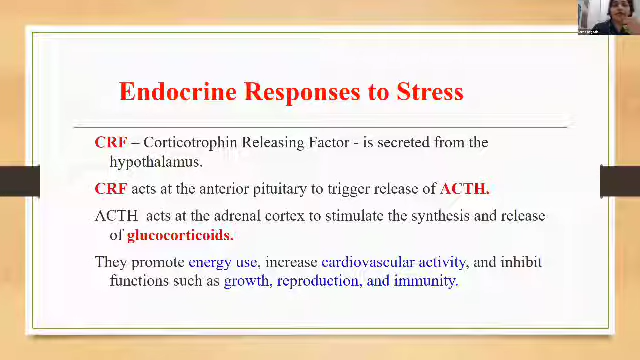 Endocrine Responses to Stress
CRF – Corticotrophin Releasing Factor - is secreted from the
hypothalamus.
CRF acts at the anterior pituitary to trigger release of ACTH.
ACTH acts at the adrenal cortex to stimulate the synthesis and release
of glucocorticoids.
They promote energy use, increase cardiovascular activity, and inhibit
functions such as growth, reproduction, and immunity.